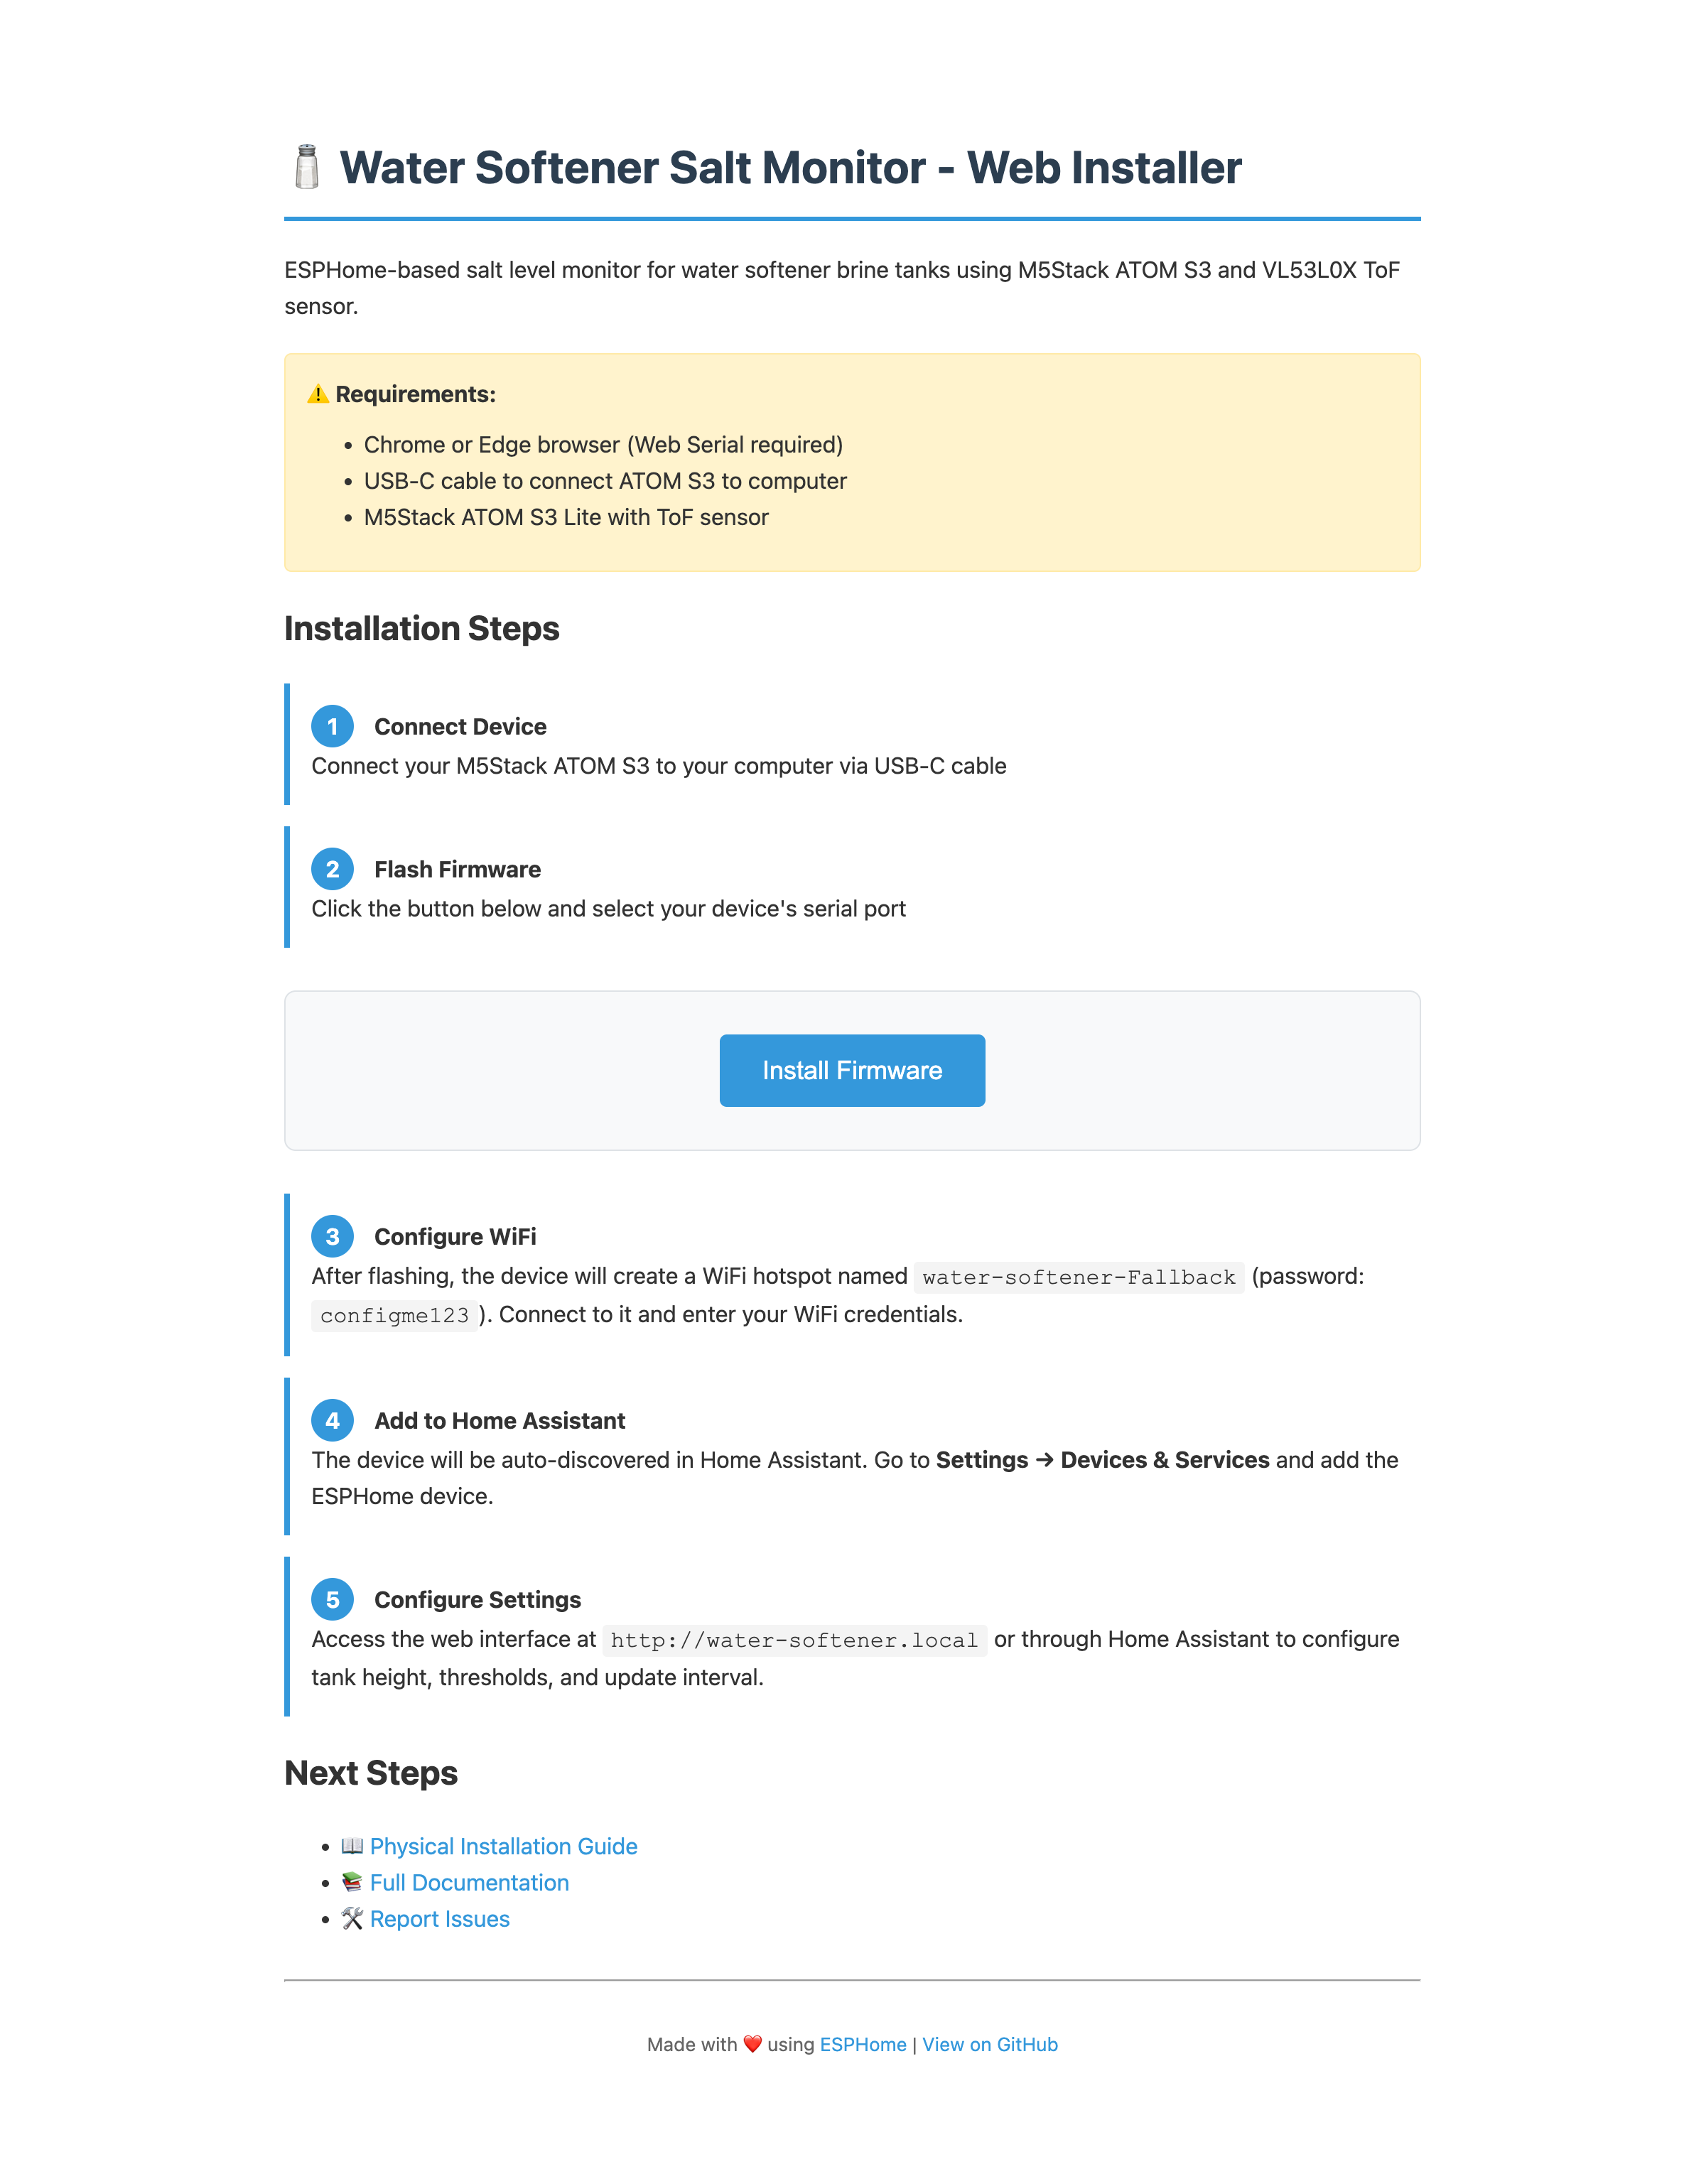 Water Softener Salt Monitor - Web Installer
ESPHome-based salt level monitor for water softener brine tanks using M5Stack ATOM S3 and VL53L0X ToF
sensor.
⚠️ Requirements:
• Chrome or Edge browser (Web Serial required)
• USB-C cable to connect ATOM S3 to computer
• M5Stack ATOM S3 Lite with ToF sensor
Installation Steps
1 Connect Device
Connect your M5Stack ATOM S3 to your computer via USB-C cable
2 Flash Firmware
Click the button below and select your device's serial port
Install Firmware
3 Configure WiFi
After flashing, the device will create a WiFi hotspot named water-softener-Fallback (password:
configme123). Connect to it and enter your WiFi credentials.
4 Add to Home Assistant
The device will be auto-discovered in Home Assistant. Go to Settings → Devices & Services and add the
ESPHome device.
5 Configure Settings
Access the web interface at http://water-softener.local or through Home Assistant to configure
tank height, thresholds, and update interval.
Next Steps
• 📖 Physical Installation Guide
• 📚 Full Documentation
• 🛠️ Report Issues
Made with ❤️ using ESPHome | View on GitHub